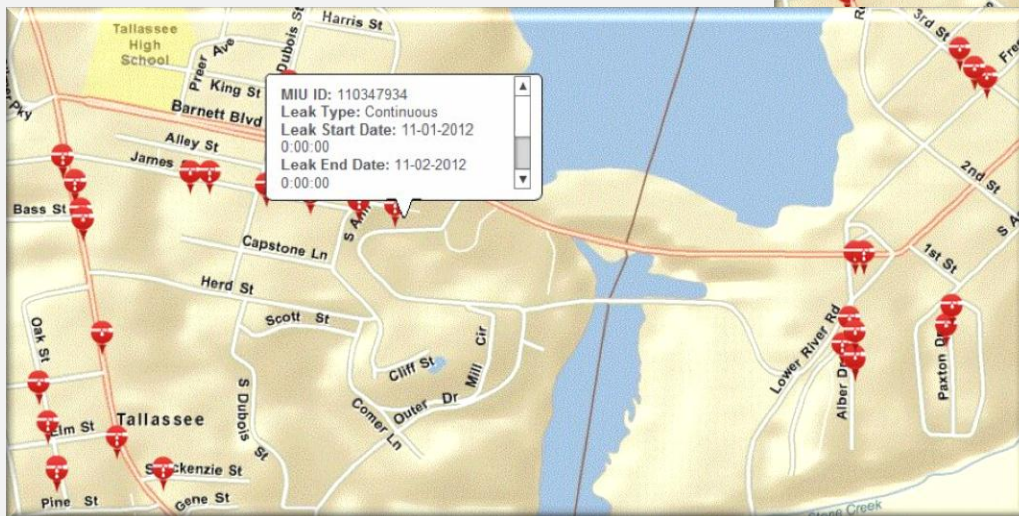 Harris St
Tallassee
High
School
Preer Ave
Dubois St
King St
Barnett Blvd
Alley St
James
MIU ID: 110347934
Leak Type: Continuous
Leak Start Date: 11-01-2012
0:00:00
Leak End Date: 11-02-2012
0:00:00
3rd St
2nd St
1st St
Pky
Bass St
S Ann
Capstone Ln
Herd St
Scott St
Oak St
Cliff St
Mill Cir
Outer Dr
Comer Ln
S Dubois St
Tallassee
Elm St
Pine St
Gene St
Lower River Rd
Alber Dr
Paxton Dr
Stone Creek